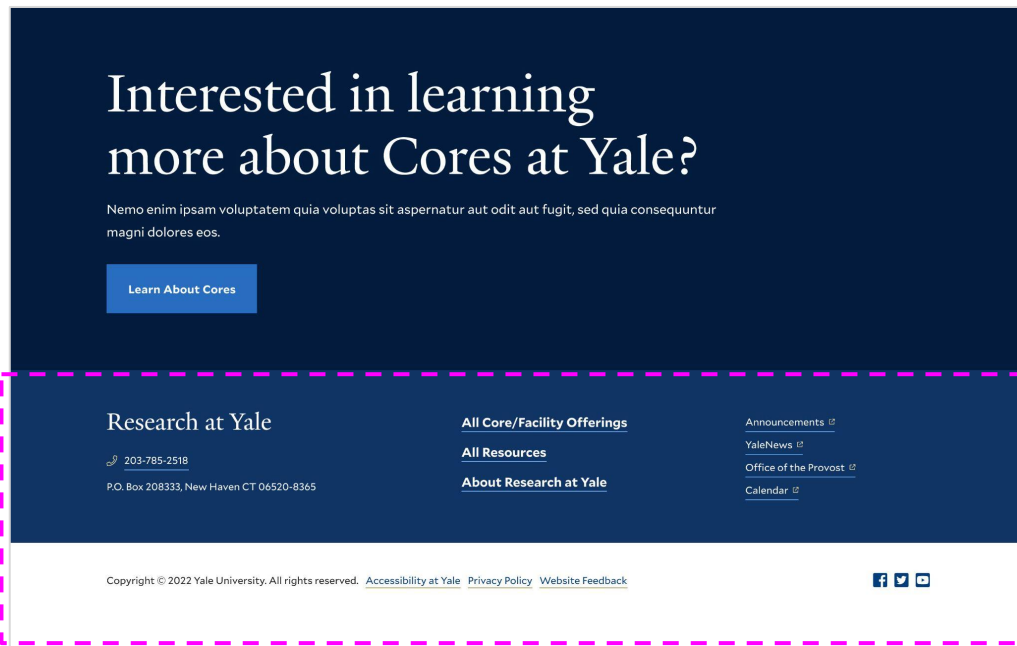 Interested in learning
more about Cores at Yale?
Nemo enim ipsam voluptatem quia voluptas sit aspernatur aut odit aut fugit, sed quia consequuntur
magni dolores eos.
Learn About Cores
Research at Yale
203-785-2518
P.O. Box 208333, New Haven CT 06520-8365
All Core/Facility Offerings
All Resources
About Research at Yale
Announcements
YaleNews
Office of the Provost
Calendar
Copyright © 2022 Yale University. All rights reserved. Accessibility at Yale Privacy Policy Website Feedback